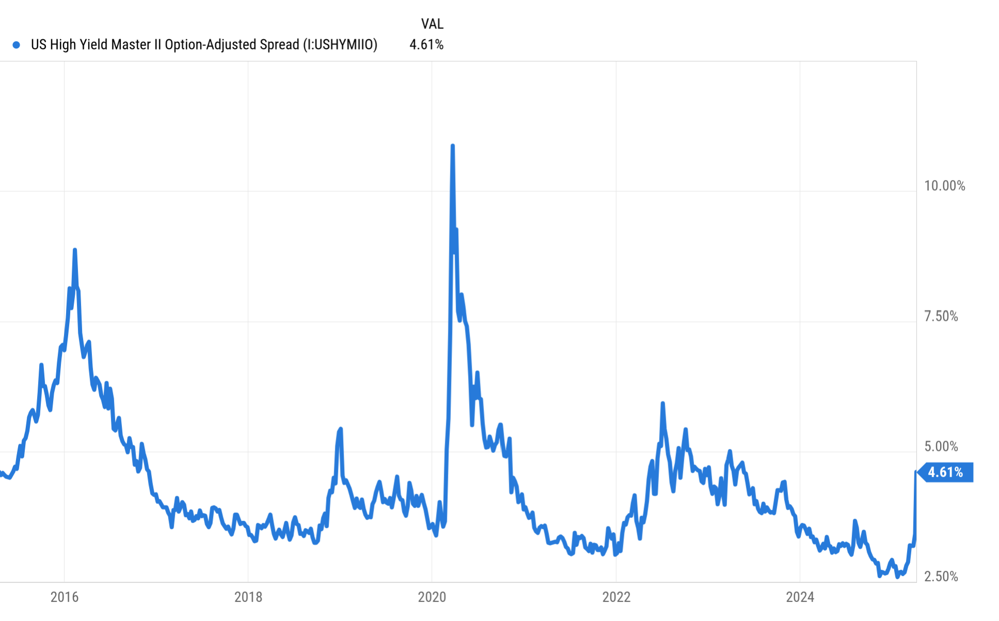 VAL
US High Yield Master II Option-Adjusted Spread (I:USHYMIIO) 4.61%
10.00%
7.50%
5.00%
4.61%
2.50%
2016 2018 2020 2022 2024